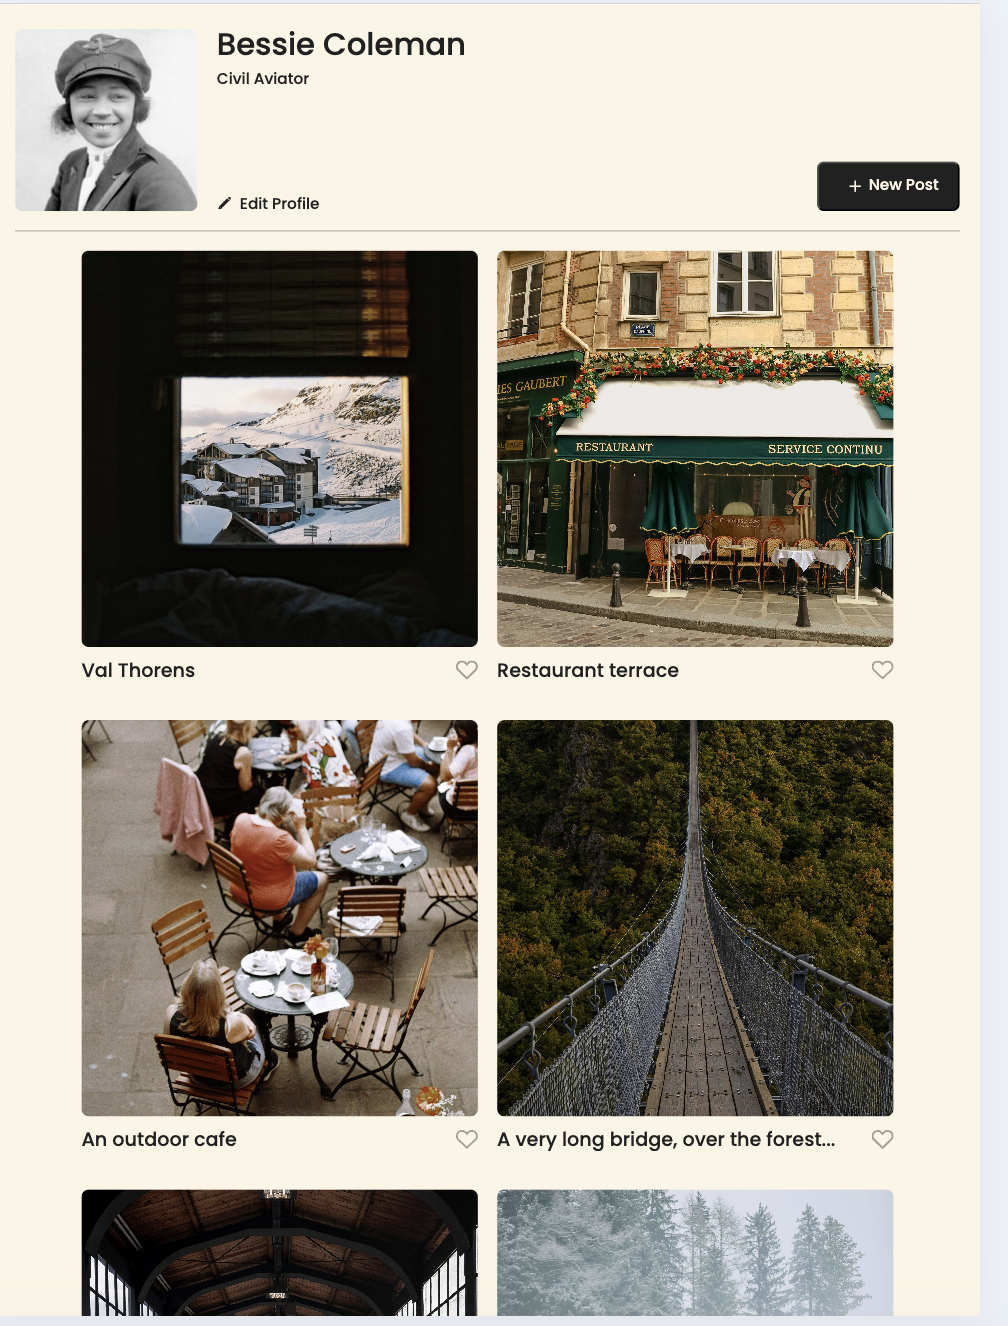 Bessie Coleman
Civil Aviator
Edit Profile
+ New Post
ES GAUBERT
RESTAURANT
SERVICE CONTINU
Val Thorens
Restaurant terrace
An outdoor cafe
A very long bridge, over the forest...